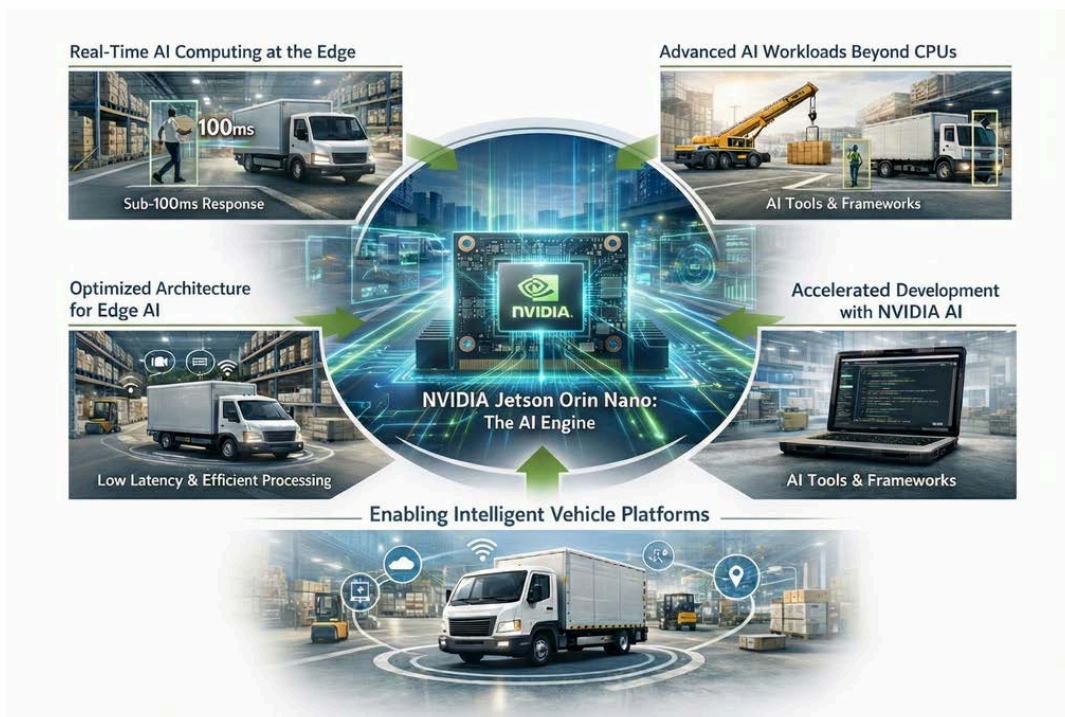 Real-Time AI Computing at the Edge
100ms
Sub-100ms Response
Advanced AI Workloads Beyond CPUs
AI Tools & Frameworks
NVIDIA.
NVIDIA Jetson Orin Nano:
The AI Engine
Optimized Architecture
for Edge AI
Low Latency & Efficient Processing
Accelerated Development
with NVIDIA AI
AI Tools & Frameworks
Enabling Intelligent Vehicle Platforms